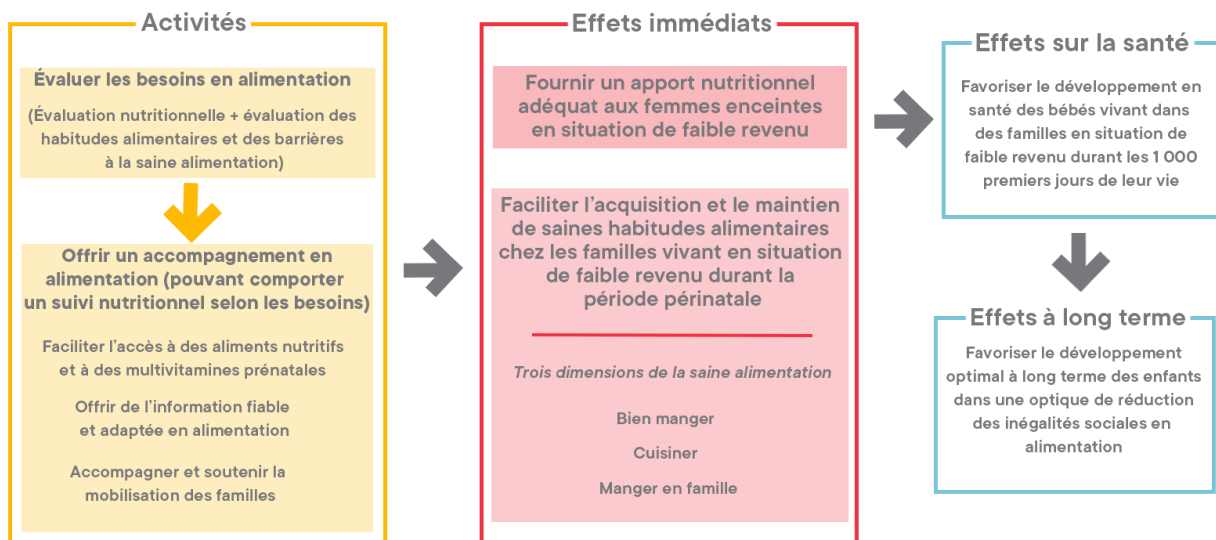 Activités
Évaluer les besoins en alimentation
(Évaluation nutritionnelle + évaluation des
habitudes alimentaires et des barrières
à la saine alimentation)
Offrir un accompagnement en
alimentation (pouvant comporter
un suivi nutritionnel selon les besoins)
Faciliter l'accès à des aliments nutritifs
et à des multivitamines prénatales
Offrir de l'information fiable
et adaptée en alimentation
Accompagner et soutenir la
mobilisation des familles
Effets immédiats
Fournir un apport nutritionnel
adéquat aux femmes enceintes
en situation de faible revenu
Faciliter l'acquisition et le maintien
de saines habitudes alimentaires
chez les familles vivant en situation
de faible revenu durant la
période périnatale
Trois dimensions de la saine alimentation
Bien manger
Cuisiner
Manger en famille
Effets sur la santé
Favoriser le développement en
santé des bébés vivant dans
des familles en situation de
faible revenu durant les 1 000
premiers jours de leur vie
Effets à long terme
Favoriser le développement
optimal à long terme des enfants
dans une optique de réduction
des inégalités sociales en
alimentation